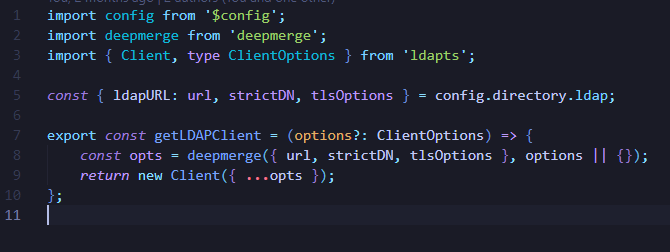 You, 2 months ago | 2 authors (You and one other)
1 import config from '$config';
2 import deepmerge from 'deepmerge';
3 import { Client, type ClientOptions } from 'ldapts';
4
5 const { ldapURL: url, strictDN, tlsOptions } = config.directory.ldap;
6
7 export const getLDAPClient = (options?: ClientOptions) => {
8 const opts = deepmerge({ url, strictDN, tlsOptions }, options || {});
9 return new Client({ ...opts });
10 };
11